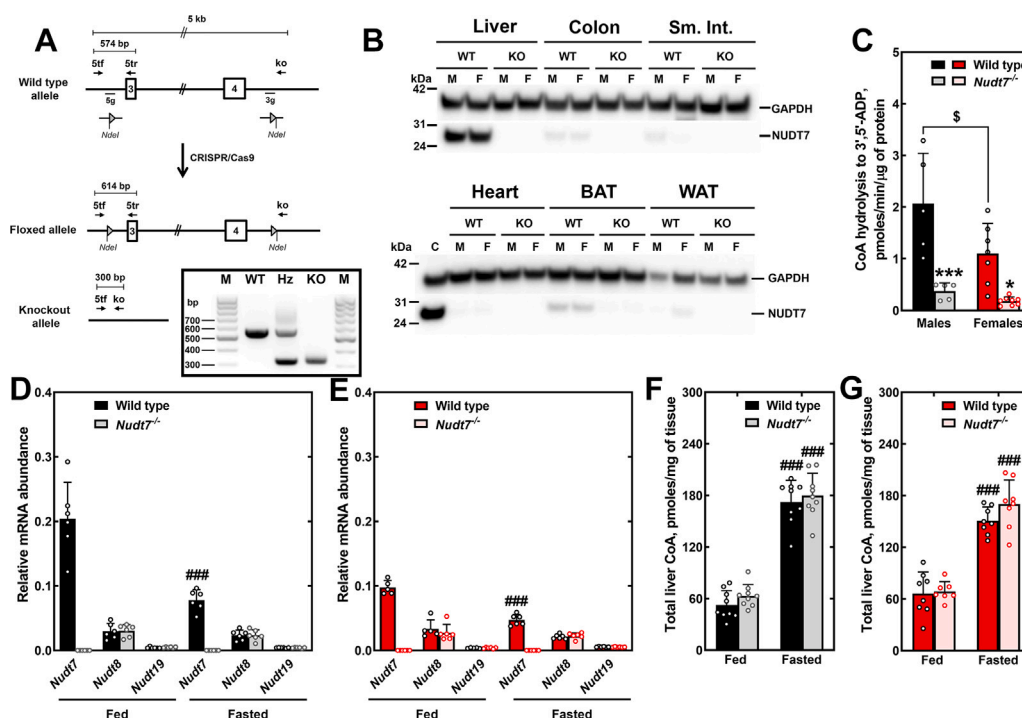 A
5 kb
574 bp
5tf 5tr ko
Wild type
allele
3 4
5g 3g
NdeI NdeI
CRISPR/Cas9
614 bp
5tf 5tr ko
Floxed allele
3 4
NdeI NdeI
300 bp
5tf ko
Knockout
allele
M WT Hz KO M
bp
700
600
500
400
300
B
Liver Colon Sm. Int.
WT KO WT KO WT KO
kDa M F M F M F M F M F M F
42
GAPDH
31
NUDT7
24
Heart BAT WAT
WT KO WT KO WT KO
kDa C M F M F M F M F M F M F
42
GAPDH
31
NUDT7
24
C
Wild type
Nudt7-/-
CoA hydrolysis to 3',5'-ADP,
pmoles/min/μg of protein
5
4
3
2
1
0
$
*** *
Males Females
D
Wild type
Nudt7-/-
Relative mRNA abundance
0.4
0.3
0.2
0.1
0.0
###
Nudt7 Nudt8 Nudt19 Nudt7 Nudt8 Nudt19
Fed Fasted
E
Wild type
Nudt7-/-
Relative mRNA abundance
0.4
0.3
0.2
0.1
0.0
###
Nudt7 Nudt8 Nudt19 Nudt7 Nudt8 Nudt19
Fed Fasted
F
Wild type
Nudt7-/-
Total liver CoA, pmoles/mg of tissue
300
240
180
120
60
0
### ###
Fed Fasted
G
Wild type
Nudt7-/-
Total liver CoA, pmoles/mg of tissue
300
240
180
120
60
0
### ###
Fed Fasted